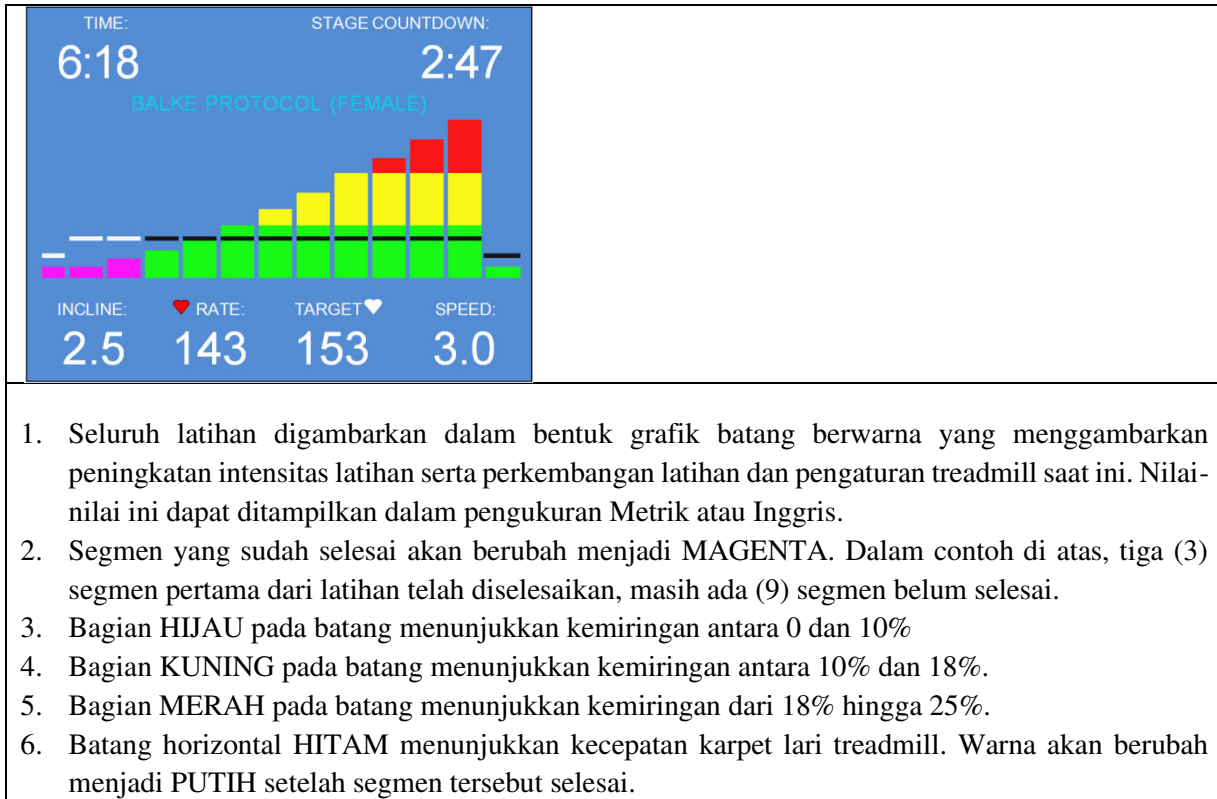 TIME: STAGE COUNTDOWN:
6:18 2:47
BALKE PROTOCOL (FEMALE)
INCLINE: RATE: TARGET SPEED:
2.5 143 153 3.0
1. Seluruh latihan digambarkan dalam bentuk grafik batang berwarna yang menggambarkan
peningkatan intensitas latihan serta perkembangan latihan dan pengaturan treadmill saat ini. Nilai-
nilai ini dapat ditampilkan dalam pengukuran Metrik atau Inggris.
2. Segmen yang sudah selesai akan berubah menjadi MAGENTA. Dalam contoh di atas, tiga (3)
segmen pertama dari latihan telah diselesaikan, masih ada (9) segmen belum selesai.
3. Bagian HIJAU pada batang menunjukkan kemiringan antara 0 dan 10%
4. Bagian KUNING pada batang menunjukkan kemiringan antara 10% dan 18%.
5. Bagian MERAH pada batang menunjukkan kemiringan dari 18% hingga 25%.
6. Batang horizontal HITAM menunjukkan kecepatan karpet lari treadmill. Warna akan berubah
menjadi PUTIH setelah segmen tersebut selesai.